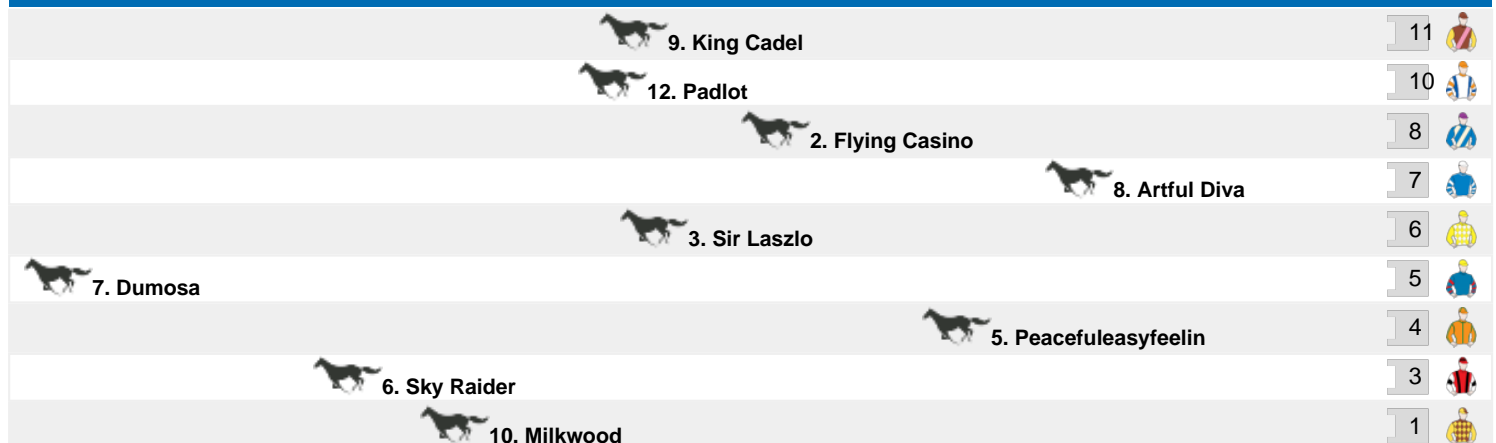 9. King Cadel 11
12. Padlot 10
2. Flying Casino 8
8. Artful Diva 7
3. Sir Laszlo 6
7. Dumosa 5
5. Peacefuleasyfeelin 4
6. Sky Raider 3
10. Milkwood 1